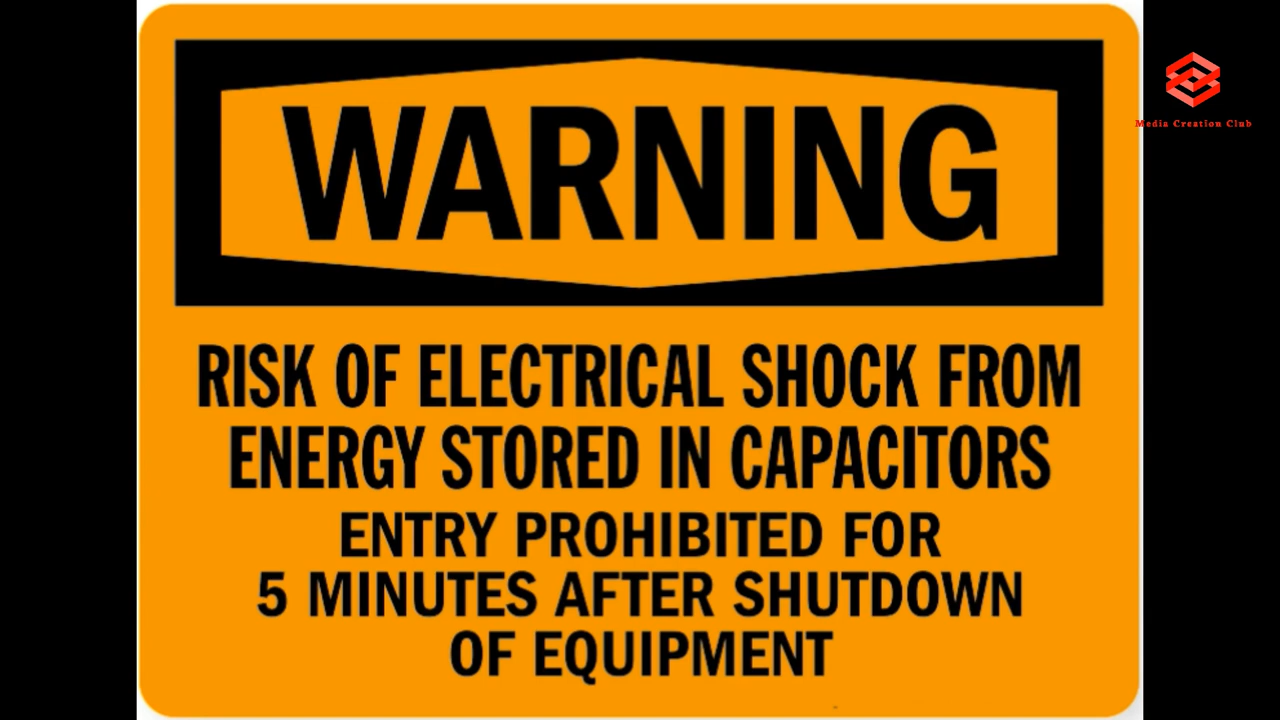 WARNING
RISK OF ELECTRICAL SHOCK FROM
ENERGY STORED IN CAPACITORS
ENTRY PROHIBITED FOR
5 MINUTES AFTER SHUTDOWN
OF EQUIPMENT
Media Creation Club